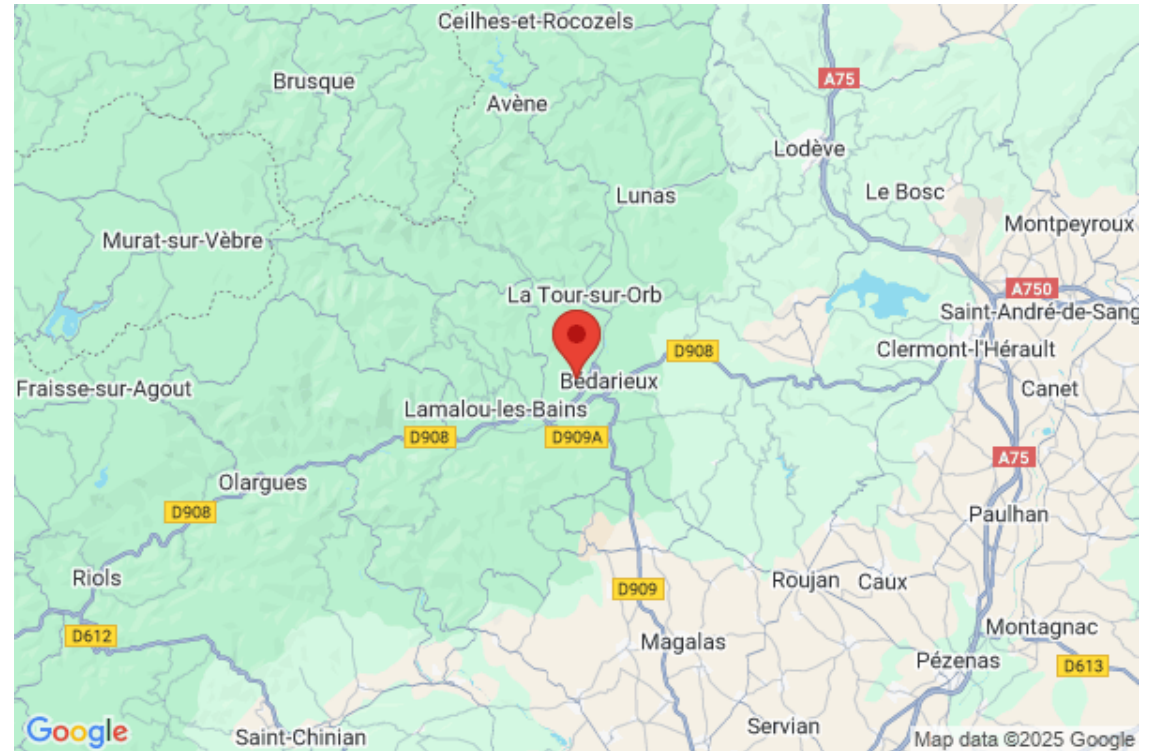 Ceilhes-et-Rocozels
Brusque
A75
Avène
Lodève
Lunas
Le Bosc
Montpeyroux
Murat-sur-Vèbre
La Tour-sur-Orb
A750
Saint-André-de-Sang
D908
Clermont-l'Hérault
Bédarieux
Fraisse-sur-Agout
Canet
Lamalou-les-Bains
D908
D909A
A75
Olargues
D908
Paulhan
Riols
Roujan
Caux
D909
D612
Magalas
Montagnac
Pézenas
D613
Servian
Google
Saint-Chinian
Map data ©2025 Google